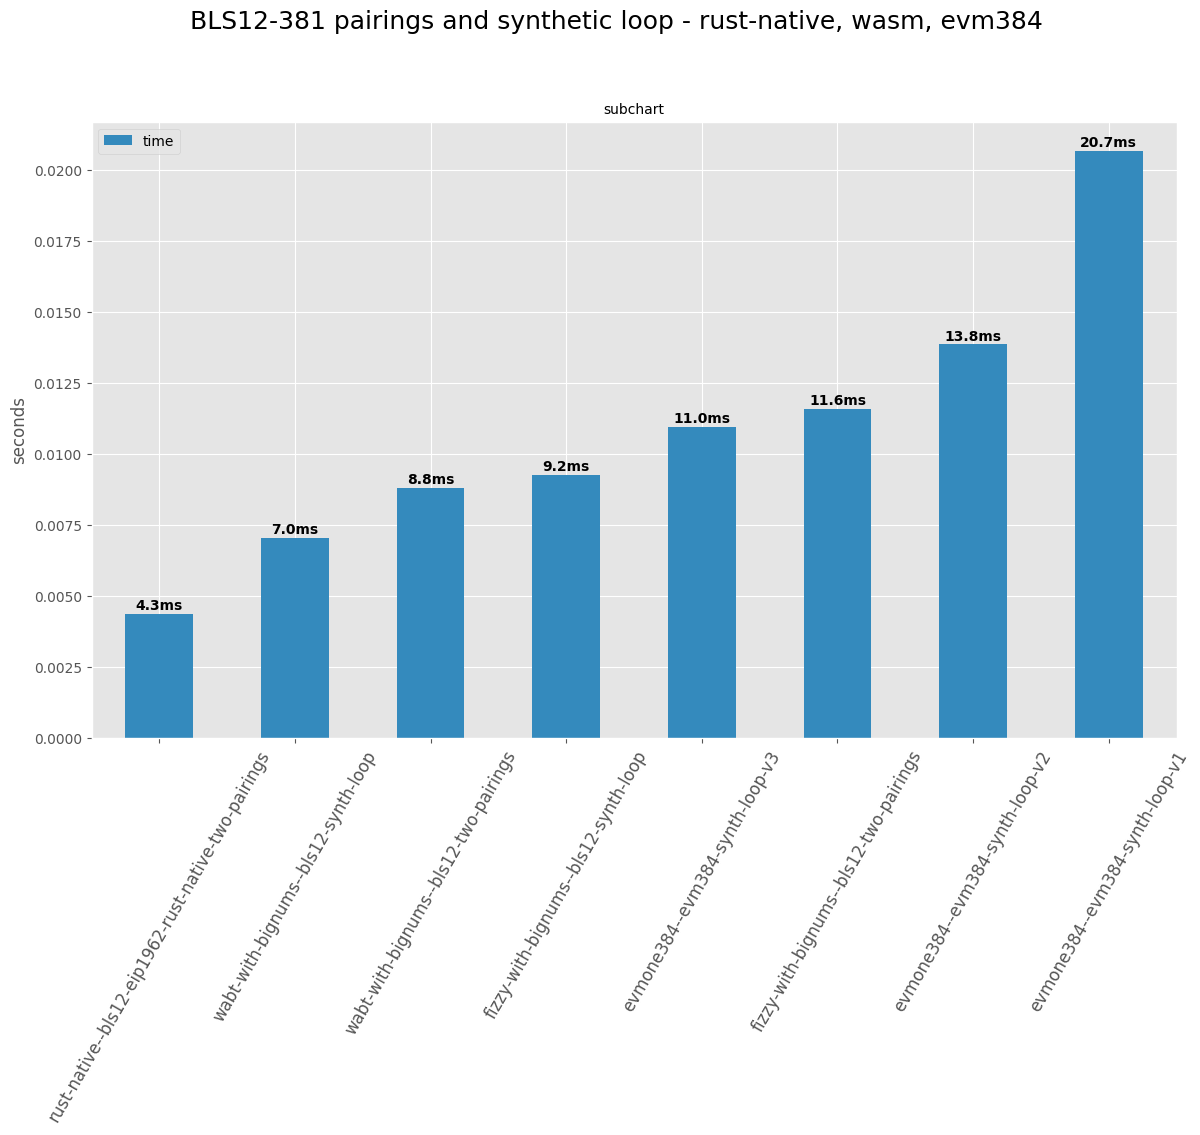 BLS12-381 pairings and synthetic loop - rust-native, wasm, evm384
subchart
time
seconds
0.0200
0.0175
0.0150
0.0125
0.0100
0.0075
0.0050
0.0025
0.0000
4.3ms
7.0ms
8.8ms
9.2ms
11.0ms
11.6ms
13.8ms
20.7ms
rust-native--bls12-eip1962-rust-native-two-pairings
wabt-with-bignums--bls12-synth-loop
wabt-with-bignums--bls12-two-pairings
fizzy-with-bignums--bls12-synth-loop
evmone384--evm384-synth-loop-v3
fizzy-with-bignums--bls12-two-pairings
evmone384--evm384-synth-loop-v2
evmone384--evm384-synth-loop-v1